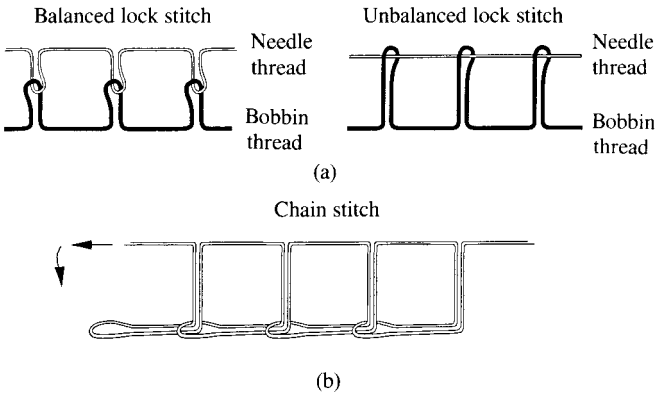 Balanced lock stitch
Needle
thread
Bobbin
thread
Unbalanced lock stitch
Needle
thread
Bobbin
thread
(a)
Chain stitch
(b)